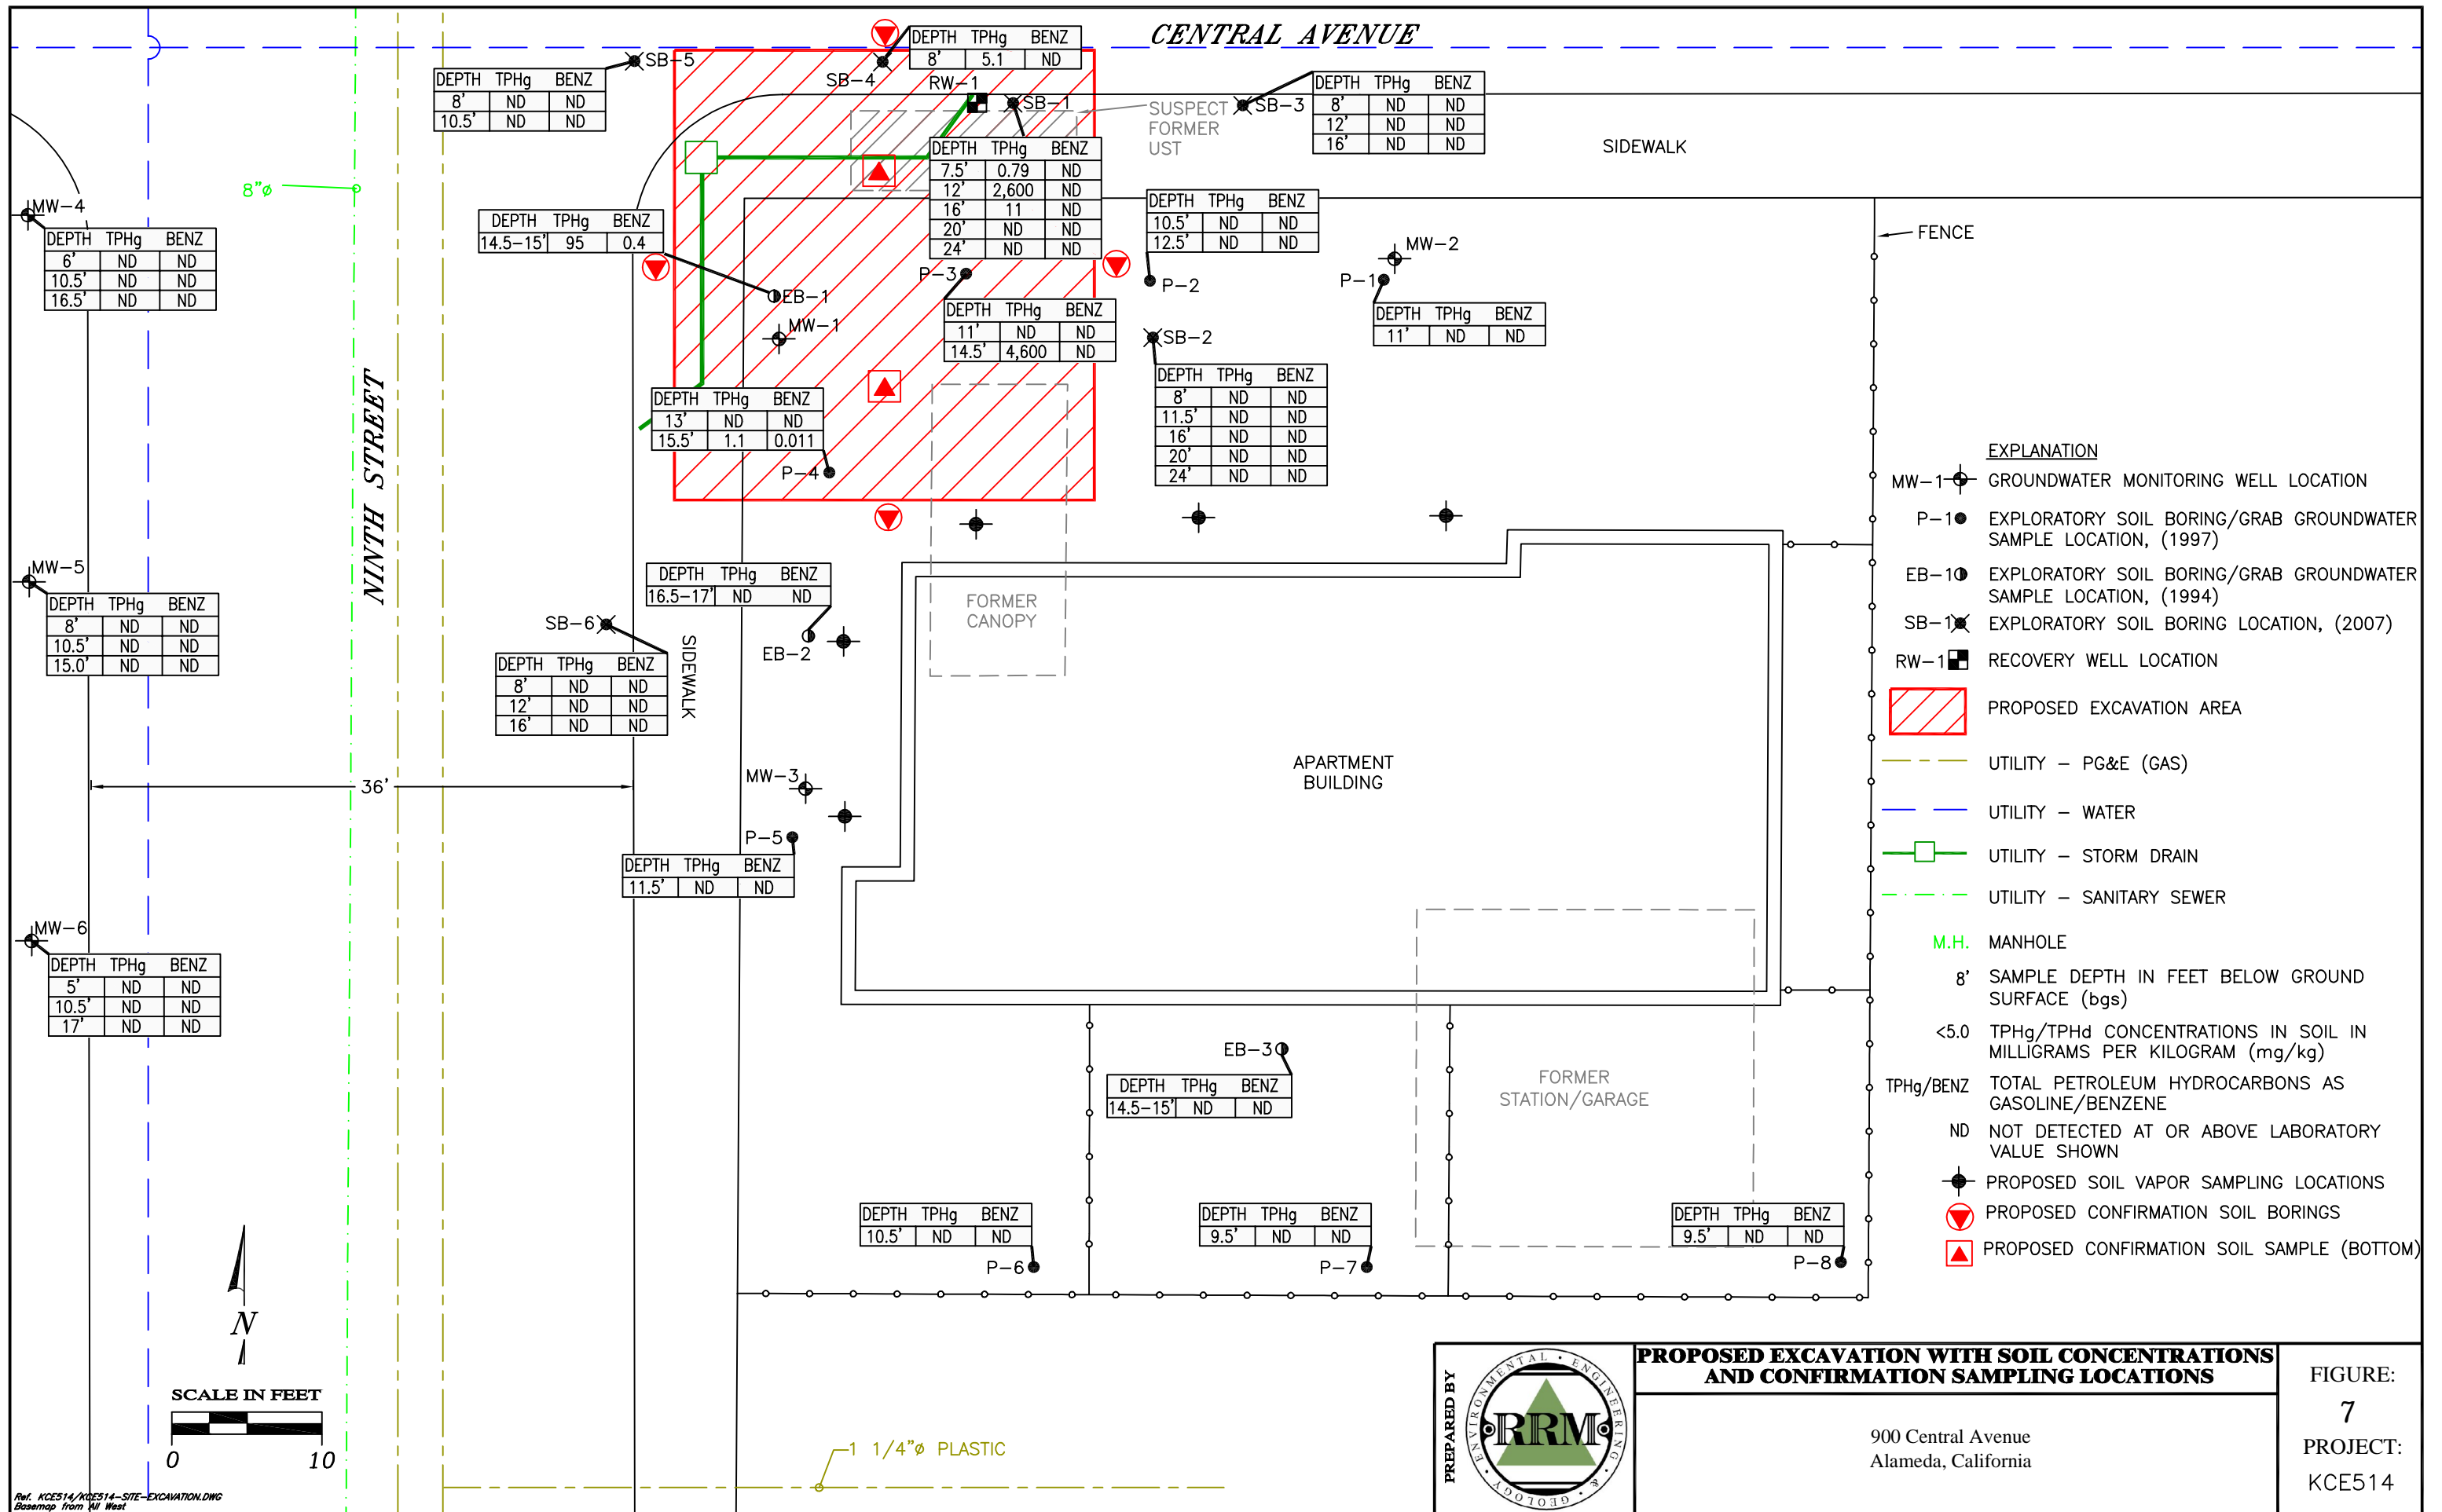 CENTRAL AVENUE
DEPTH TPHg BENZ
8' 5.1 ND
SB-4
SB-5
DEPTH TPHg BENZ
8' ND ND
10.5' ND ND
RW-1
SB-1
SUSPECT
FORMER
UST
SB-3
DEPTH TPHg BENZ
8' ND ND
12' ND ND
16' ND ND
SIDEWALK
DEPTH TPHg BENZ
7.5' 0.79 ND
12' 2,600 ND
16' 11 ND
20' ND ND
24' ND ND
8"ø
MW-4
DEPTH TPHg BENZ
6' ND ND
10.5' ND ND
16.5' ND ND
DEPTH TPHg BENZ
14.5-15' 95 0.4
DEPTH TPHg BENZ
10.5' ND ND
12.5' ND ND
P-2
MW-2
P-1
DEPTH TPHg BENZ
11' ND ND
FENCE
P-3
EB-1
MW-1
DEPTH TPHg BENZ
11' ND ND
14.5' 4,600 ND
SB-2
DEPTH TPHg BENZ
8' ND ND
11.5' ND ND
16' ND ND
20' ND ND
24' ND ND
DEPTH TPHg BENZ
13' ND ND
15.5' 1.1 0.011
P-4
NINTH STREET
MW-5
DEPTH TPHg BENZ
8' ND ND
10.5' ND ND
15.0' ND ND
DEPTH TPHg BENZ
16.5-17' ND ND
EB-2
SB-6
DEPTH TPHg BENZ
8' ND ND
12' ND ND
16' ND ND
SIDEWALK
FORMER
CANOPY
36'
MW-3
P-5
DEPTH TPHg BENZ
11.5' ND ND
APARTMENT
BUILDING
MW-6
DEPTH TPHg BENZ
5' ND ND
10.5' ND ND
17' ND ND
EB-3
DEPTH TPHg BENZ
14.5-15' ND ND
FORMER
STATION/GARAGE
DEPTH TPHg BENZ
10.5' ND ND
P-6
DEPTH TPHg BENZ
9.5' ND ND
P-7
DEPTH TPHg BENZ
9.5' ND ND
P-8
EXPLANATION
MW-1 GROUNDWATER MONITORING WELL LOCATION
P-1 EXPLORATORY SOIL BORING/GRAB GROUNDWATER
SAMPLE LOCATION, (1997)
EB-1 EXPLORATORY SOIL BORING/GRAB GROUNDWATER
SAMPLE LOCATION, (1994)
SB-1 EXPLORATORY SOIL BORING LOCATION, (2007)
RW-1 RECOVERY WELL LOCATION
PROPOSED EXCAVATION AREA
UTILITY - PG&E (GAS)
UTILITY - WATER
UTILITY - STORM DRAIN
UTILITY - SANITARY SEWER
M.H. MANHOLE
8' SAMPLE DEPTH IN FEET BELOW GROUND
SURFACE (bgs)
<5.0 TPHg/TPHd CONCENTRATIONS IN SOIL IN
MILLIGRAMS PER KILOGRAM (mg/kg)
TPHg/BENZ TOTAL PETROLEUM HYDROCARBONS AS
GASOLINE/BENZENE
ND NOT DETECTED AT OR ABOVE LABORATORY
VALUE SHOWN
PROPOSED SOIL VAPOR SAMPLING LOCATIONS
PROPOSED CONFIRMATION SOIL BORINGS
PROPOSED CONFIRMATION SOIL SAMPLE (BOTTOM)
N
SCALE IN FEET
0 10
1 1/4"ø PLASTIC
Ref. KCE514/KCE514-SITE-EXCAVATION.DWG
Basemap from All West
PREPARED BY
ENVIRONMENTAL • ENGINEERING • & • GEOLOGY •
RRM
PROPOSED EXCAVATION WITH SOIL CONCENTRATIONS
AND CONFIRMATION SAMPLING LOCATIONS
900 Central Avenue
Alameda, California
FIGURE:
7
PROJECT:
KCE514